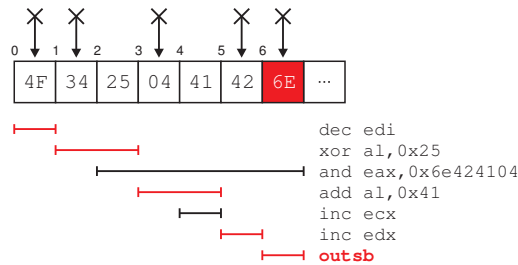 0 1 2 3 4 5 6
4F 34 25 04 41 42 6E ...
dec edi
xor al,0x25
and eax,0x6e424104
add al,0x41
inc ecx
inc edx
outsb